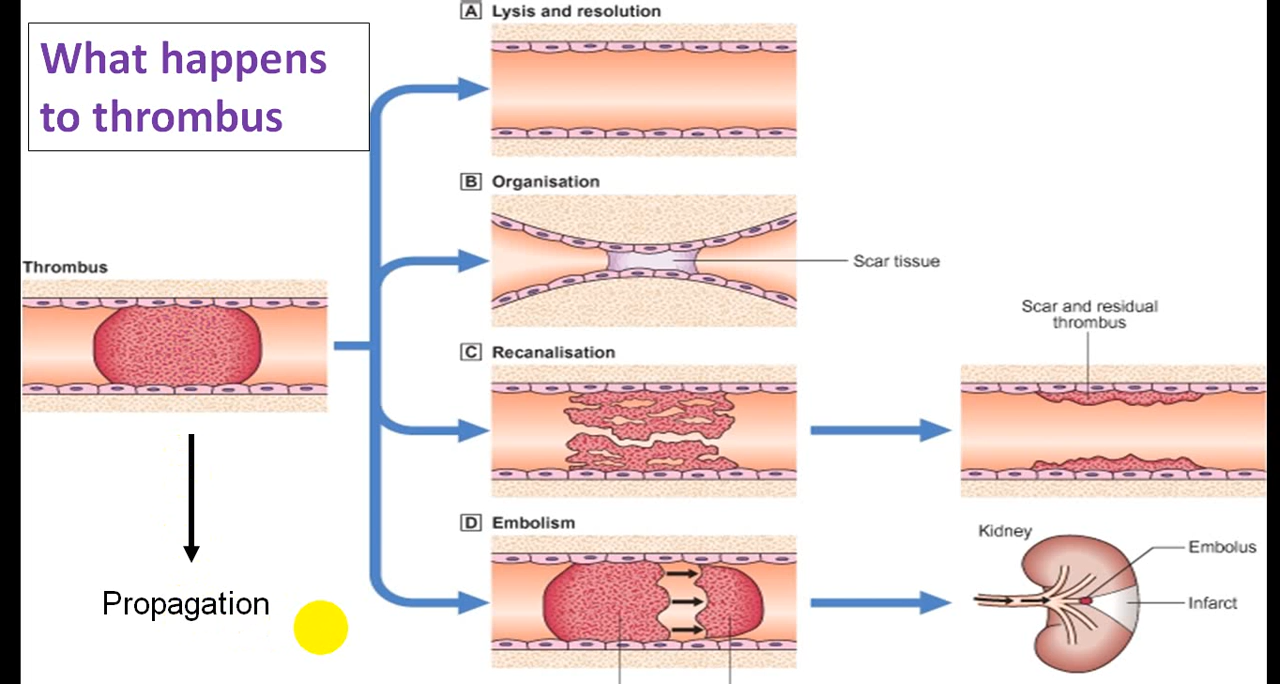 What happens
to thrombus
Thrombus
Propagation
A Lysis and resolution
B Organisation
Scar tissue
C Recanalisation
Scar and residual
thrombus
D Embolism
Kidney
Embolus
Infarct